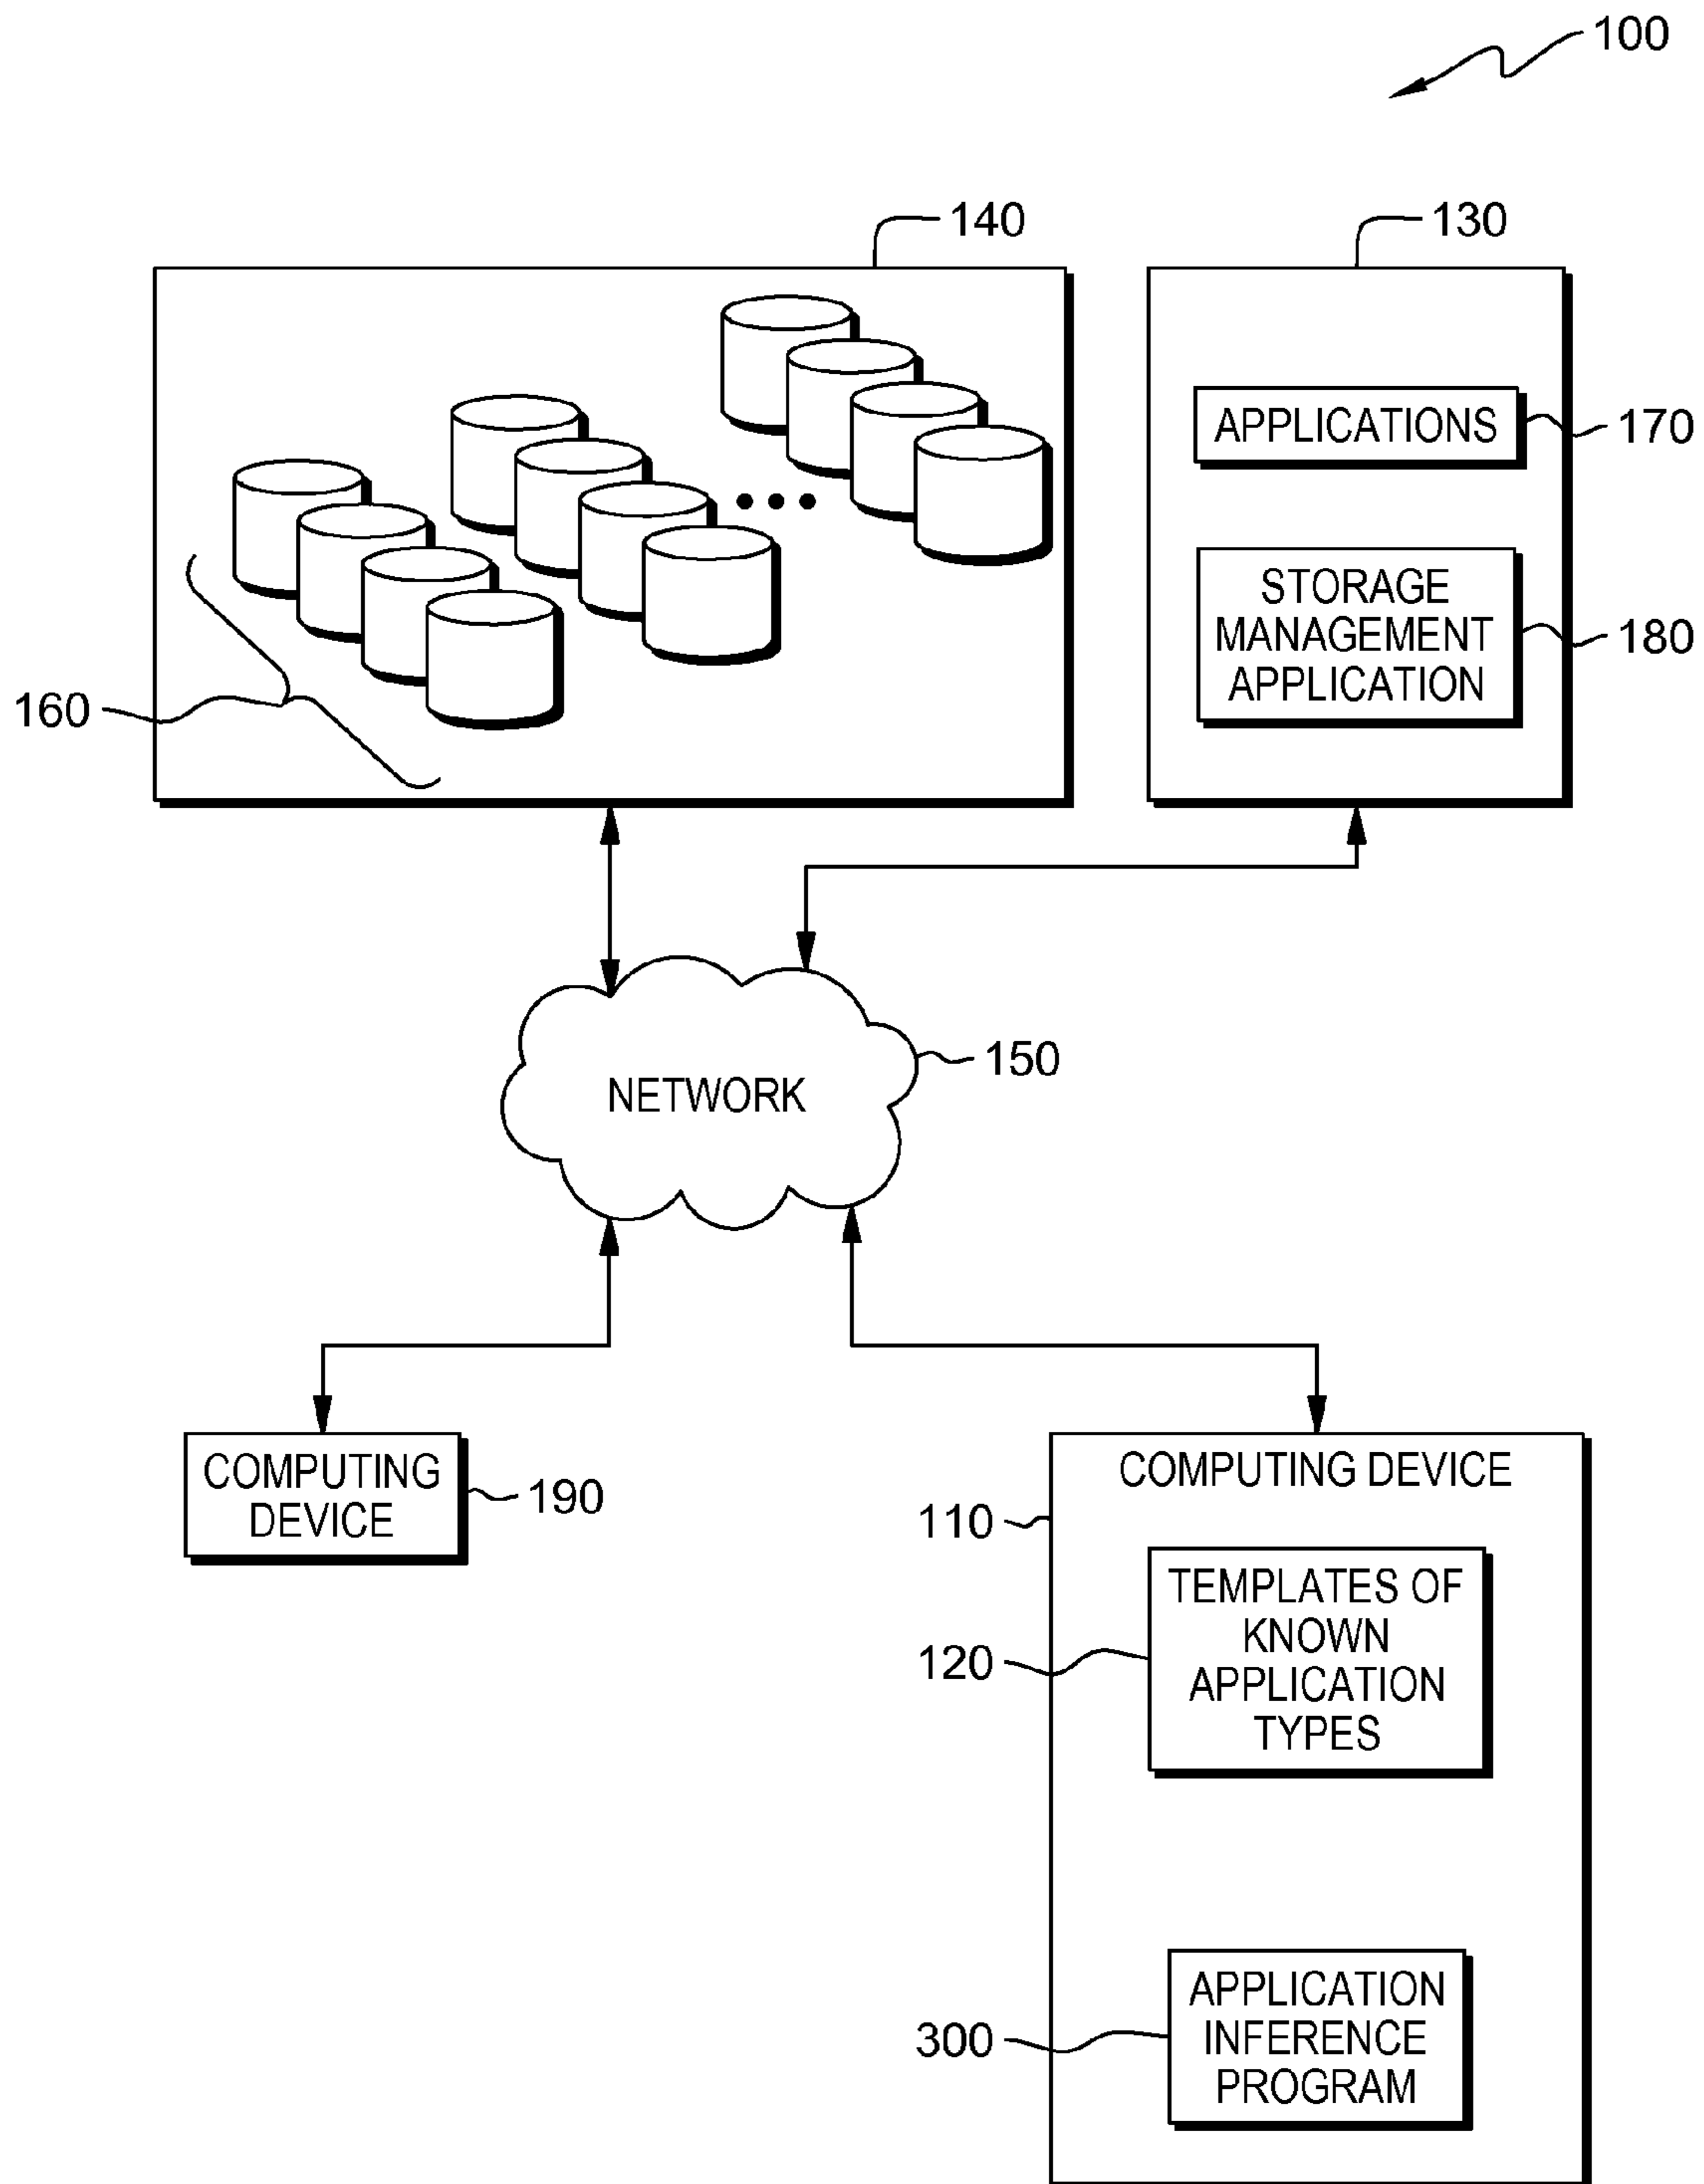 100
140
130
APPLICATIONS
170
STORAGE
MANAGEMENT
APPLICATION
180
160
NETWORK
150
COMPUTING
DEVICE
190
COMPUTING DEVICE
110
TEMPLATES OF
KNOWN
APPLICATION
TYPES
120
APPLICATION
INFERENCE
PROGRAM
300